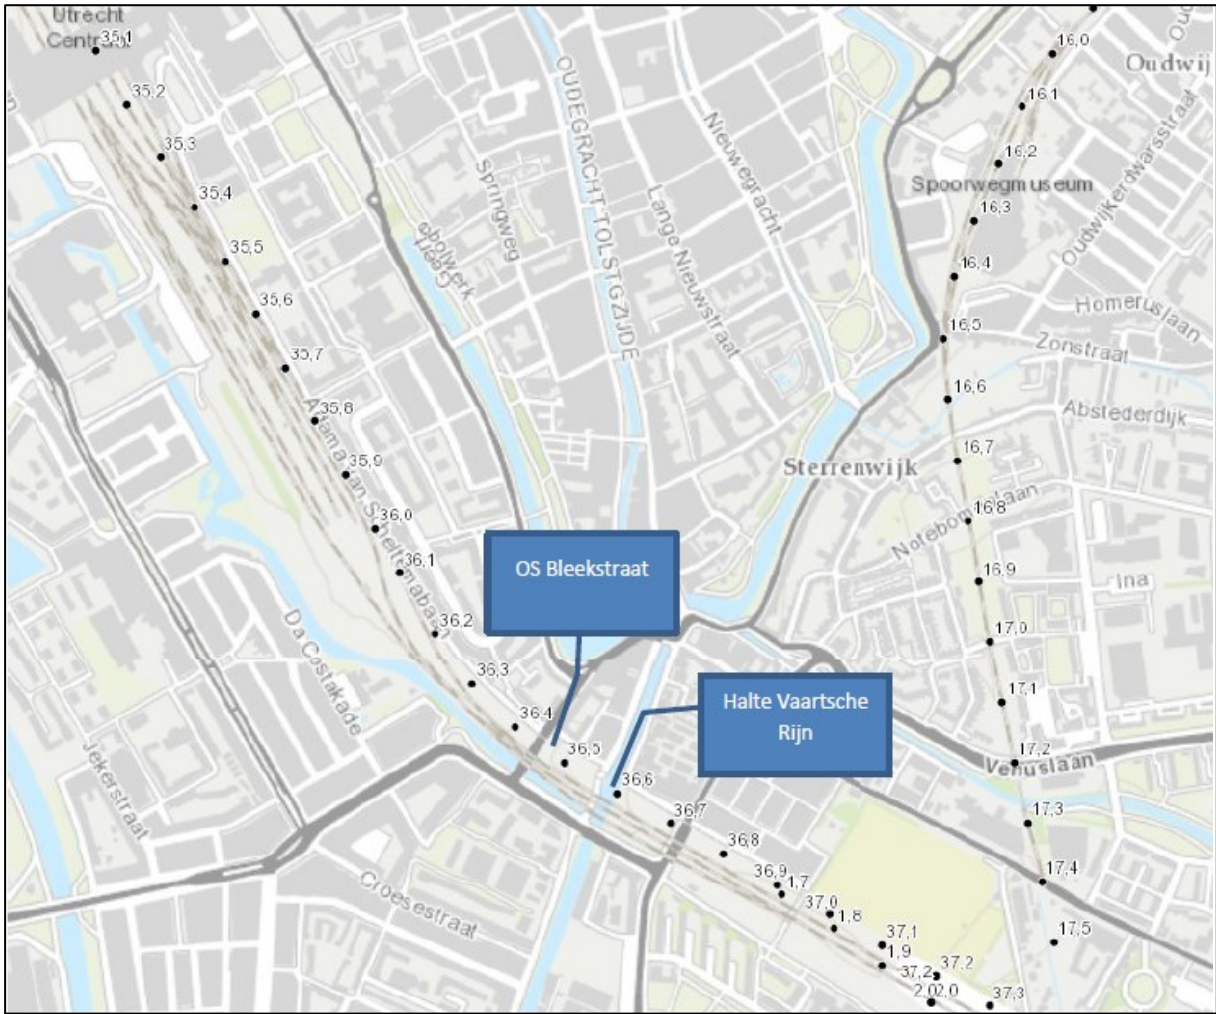 Utrecht
Centraal
35,1
35,2
35,3
35,4
35,5
35,6
35,7
35,8
35,9
36,0
36,1
36,2
36,3
36,4
36,5
36,6
36,7
36,8
36,9
1,7
37,0
1,8
37,1
1,9
37,2
37,2
2,0
2,0
37,3
16,0
16,1
16,2
16,3
16,4
16,5
16,6
16,7
16,8
16,9
17,0
17,1
17,2
17,3
17,4
17,5
Oudwij
Oudwijkerdwarsstraat
Spoorwegmuseum
Homeruslaan
Zonstraat
Abstederdijk
Sterrenwijk
Notebomenlaan
Ina
Venuslaan
OUDEGRACHT TOLSTGZIJDE
Springweg
Nieuwegracht
Lange Nieuwstraat
Adama van Scheltemabaan
Da Costakade
Jekerstraat
Croesestraat
OS Bleekstraat
Halte Vaartsche
Rijn